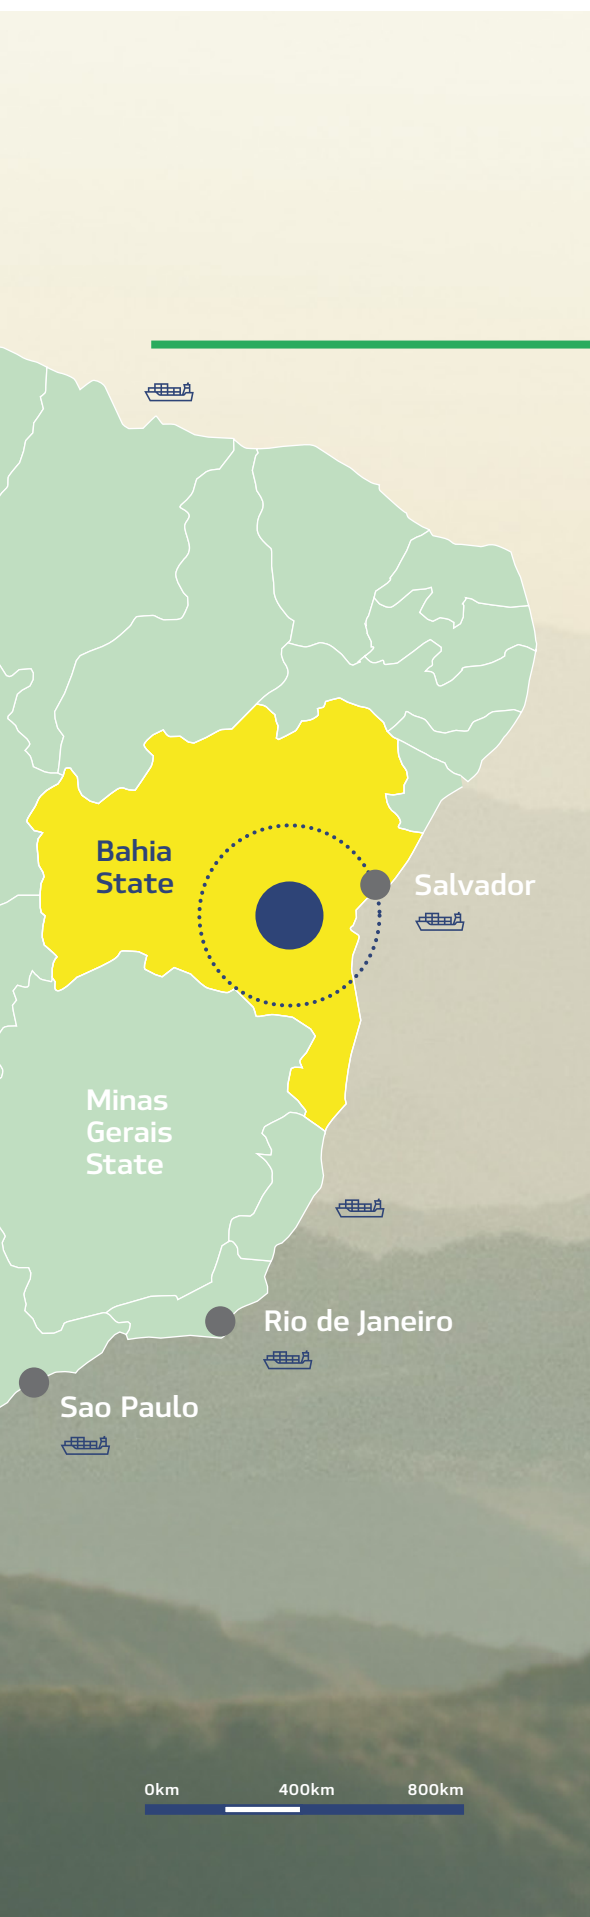 Bahia
State
Salvador
Minas
Gerais
State
Rio de Janeiro
Sao Paulo
0km 400km 800km